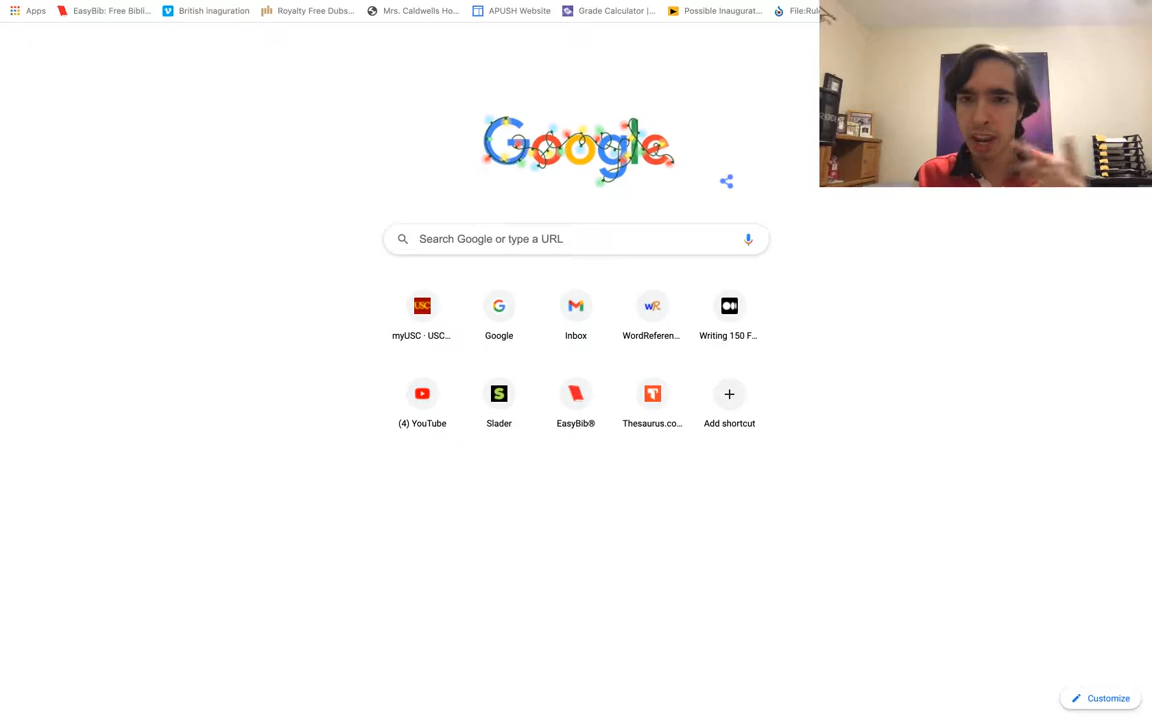 Apps EasyBib: Free Bibli... British inaguration Royalty Free Dubs... Mrs. Caldwells Ho... APUSH Website Grade Calculator |... Possible Inaugurat... File:Rul
Google
Search Google or type a URL
USC G M WR
myUSC · USC... Google Inbox WordReferen... Writing 150 F...
S T
(4) YouTube Slader EasyBib® Thesaurus.co... Add shortcut
Customize